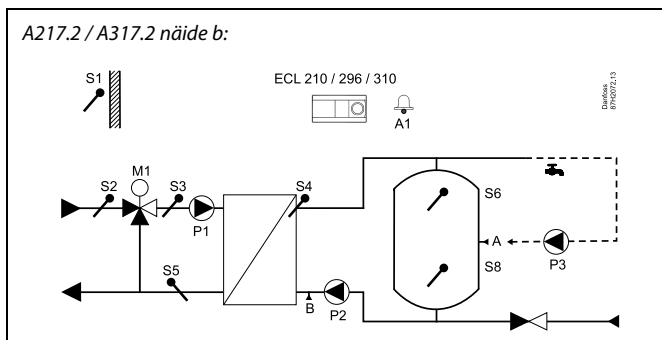 A217.2 / A317.2 näide b:
S1
ECL 210 / 296 / 310
A1
Danfoss
87H2072.13
M1
S2
S3
S4
P1
S6
A
P3
S8
S5
B
P2